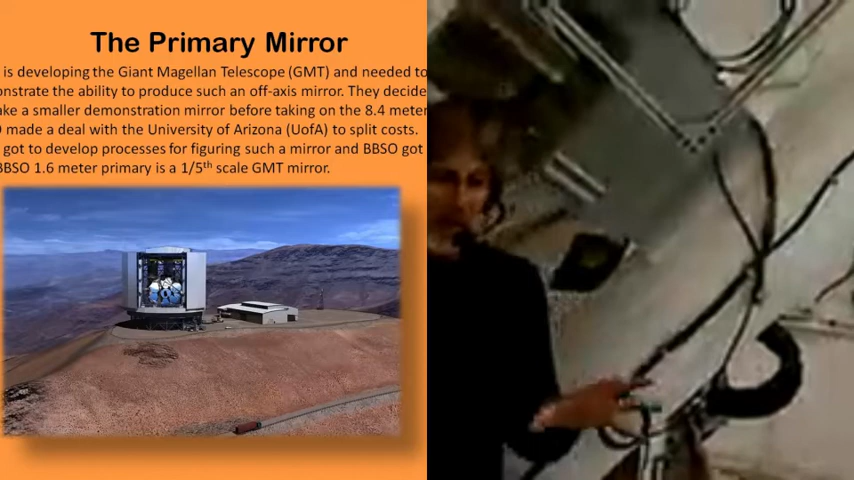 The Primary Mirror
is developing the Giant Magellan Telescope (GMT) and needed to
onstrate the ability to produce such an off-axis mirror. They decide
ake a smaller demonstration mirror before taking on the 8.4 meter
made a deal with the University of Arizona (UofA) to split costs.
got to develop processes for figuring such a mirror and BBSO got
BBSO 1.6 meter primary is a 1/5th scale GMT mirror.